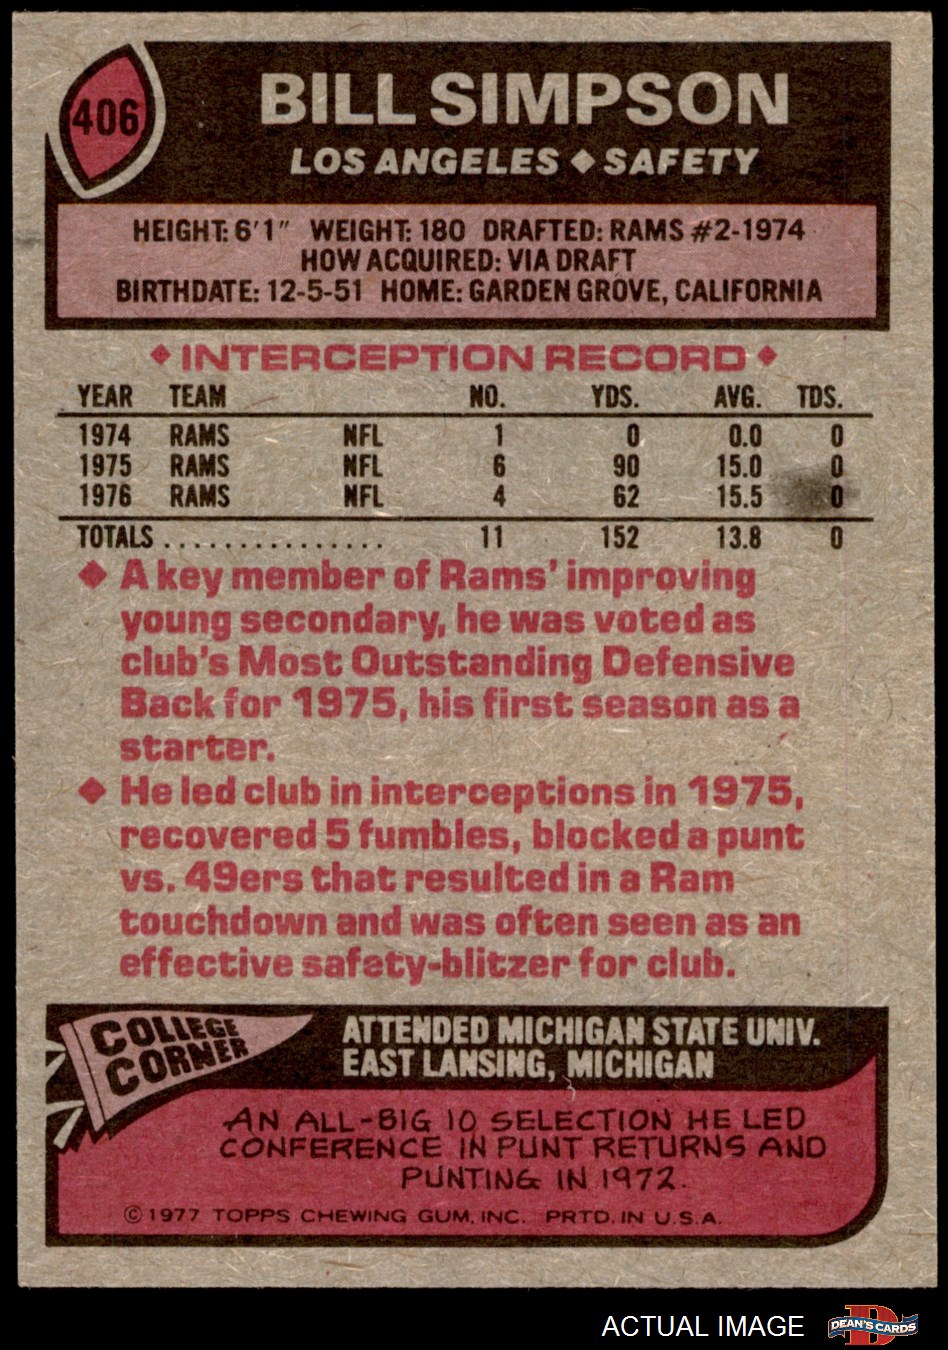 406
BILL SIMPSON
LOS ANGELES ◆ SAFETY
HEIGHT: 6'1" WEIGHT: 180 DRAFTED: RAMS #2-1974
HOW ACQUIRED: VIA DRAFT
BIRTHDATE: 12-5-51 HOME: GARDEN GROVE, CALIFORNIA
◆ INTERCEPTION RECORD ◆
YEAR TEAM NO. YDS. AVG. TDS.
1974 RAMS NFL 1 0 0.0 0
1975 RAMS NFL 6 90 15.0 0
1976 RAMS NFL 4 62 15.5 0
TOTALS ................ 11 152 13.8 0
◆ A key member of Rams' improving
young secondary, he was voted as
club's Most Outstanding Defensive
Back for 1975, his first season as a
starter.
◆ He led club in interceptions in 1975,
recovered 5 fumbles, blocked a punt
vs. 49ers that resulted in a Ram
touchdown and was often seen as an
effective safety-blitzer for club.
COLLEGE
CORNER
ATTENDED MICHIGAN STATE UNIV.
EAST LANSING, MICHIGAN
AN ALL-BIG 10 SELECTION HE LED
CONFERENCE IN PUNT RETURNS AND
PUNTING IN 1972.
© 1977 TOPPS CHEWING GUM, INC. PRTD. IN U.S.A.
ACTUAL IMAGE
D
DEAN'S CARDS